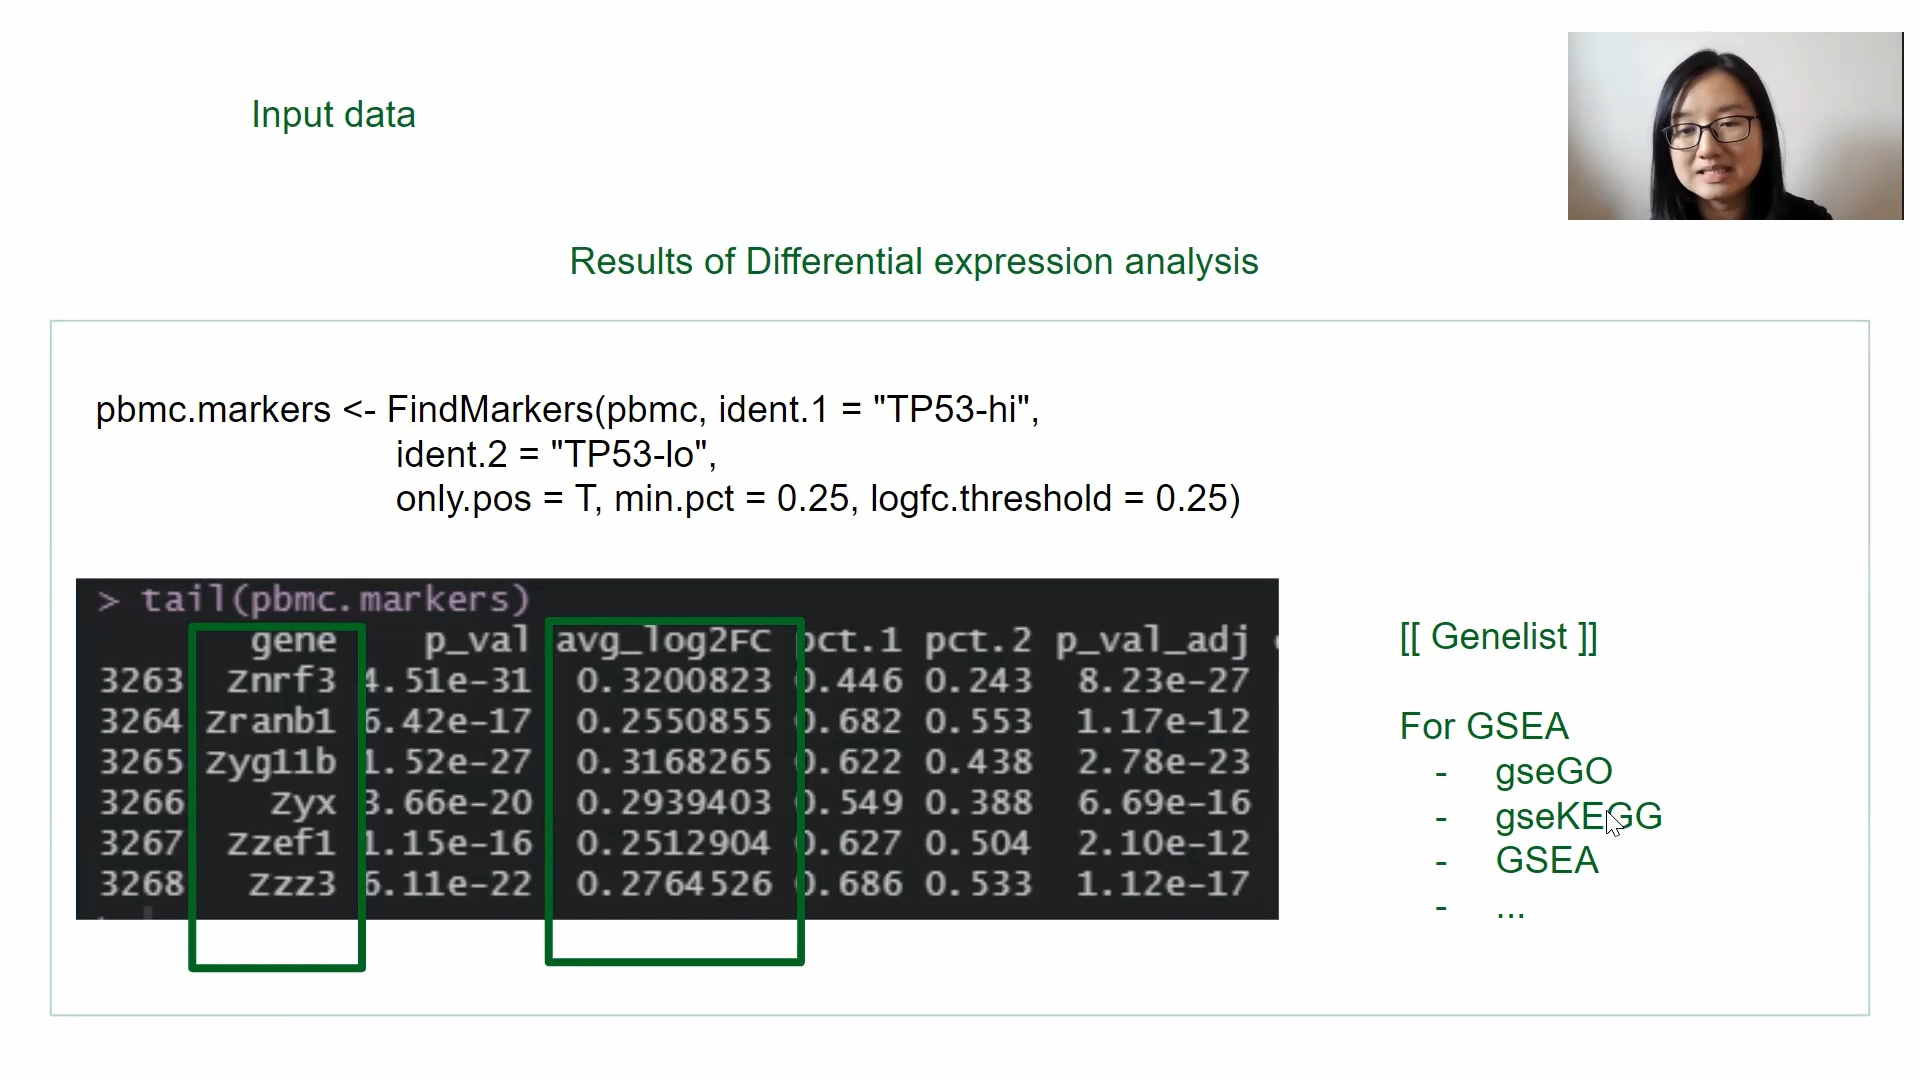 Input data
Results of Differential expression analysis
pbmc.markers <- FindMarkers(pbmc, ident.1 = "TP53-hi",
ident.2 = "TP53-lo",
only.pos = T, min.pct = 0.25, logfc.threshold = 0.25)
> tail(pbmc.markers)
gene p_val avg_log2FC pct.1 pct.2 p_val_adj
3263 Znrf3 4.51e-31 0.3200823 0.446 0.243 8.23e-27
3264 Zranb1 6.42e-17 0.2550855 0.682 0.553 1.17e-12
3265 Zyg11b 1.52e-27 0.3168265 0.622 0.438 2.78e-23
3266 Zyx 3.66e-20 0.2939403 0.549 0.388 6.69e-16
3267 Zzef1 1.15e-16 0.2512904 0.627 0.504 2.10e-12
3268 Zzz3 6.11e-22 0.2764526 0.686 0.533 1.12e-17
[[ Genelist ]]
For GSEA
- gseGO
- gseKEGG
- GSEA
- ...